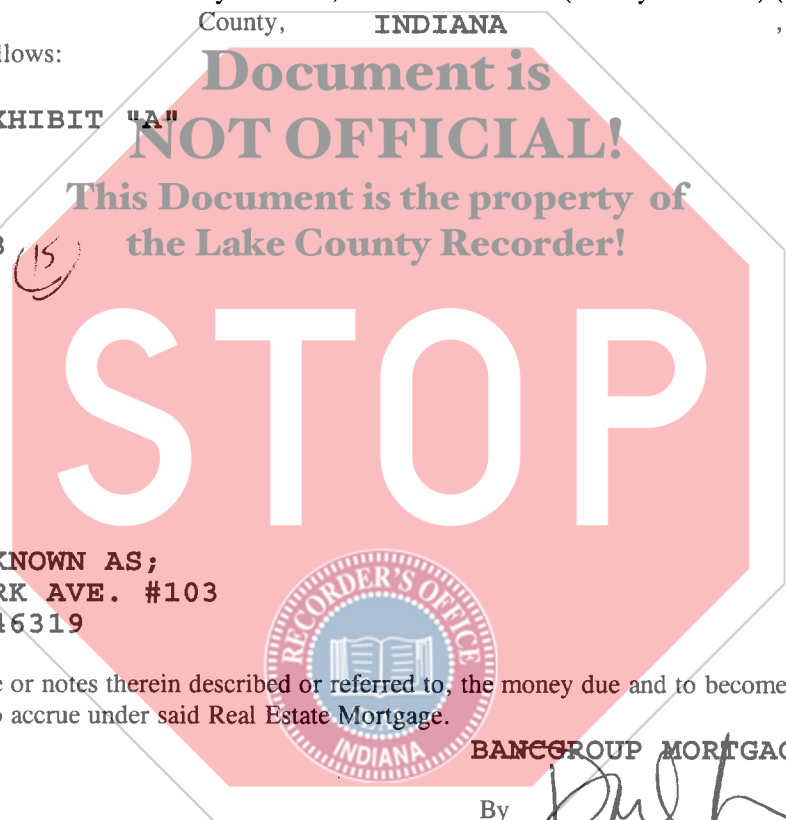 County, INDIANA ,
llows:
Document is
XHIBIT "A"
NOT OFFICIAL!
This Document is the property of
the Lake County Recorder!
15
STOP
KNOWN AS;
RK AVE. #103
46319
RECORDER'S OFFICE
e or notes therein described or referred to, the money due and to become
o accrue under said Real Estate Mortgage.
INDIANA
BANCGROUP MORTGAG
By